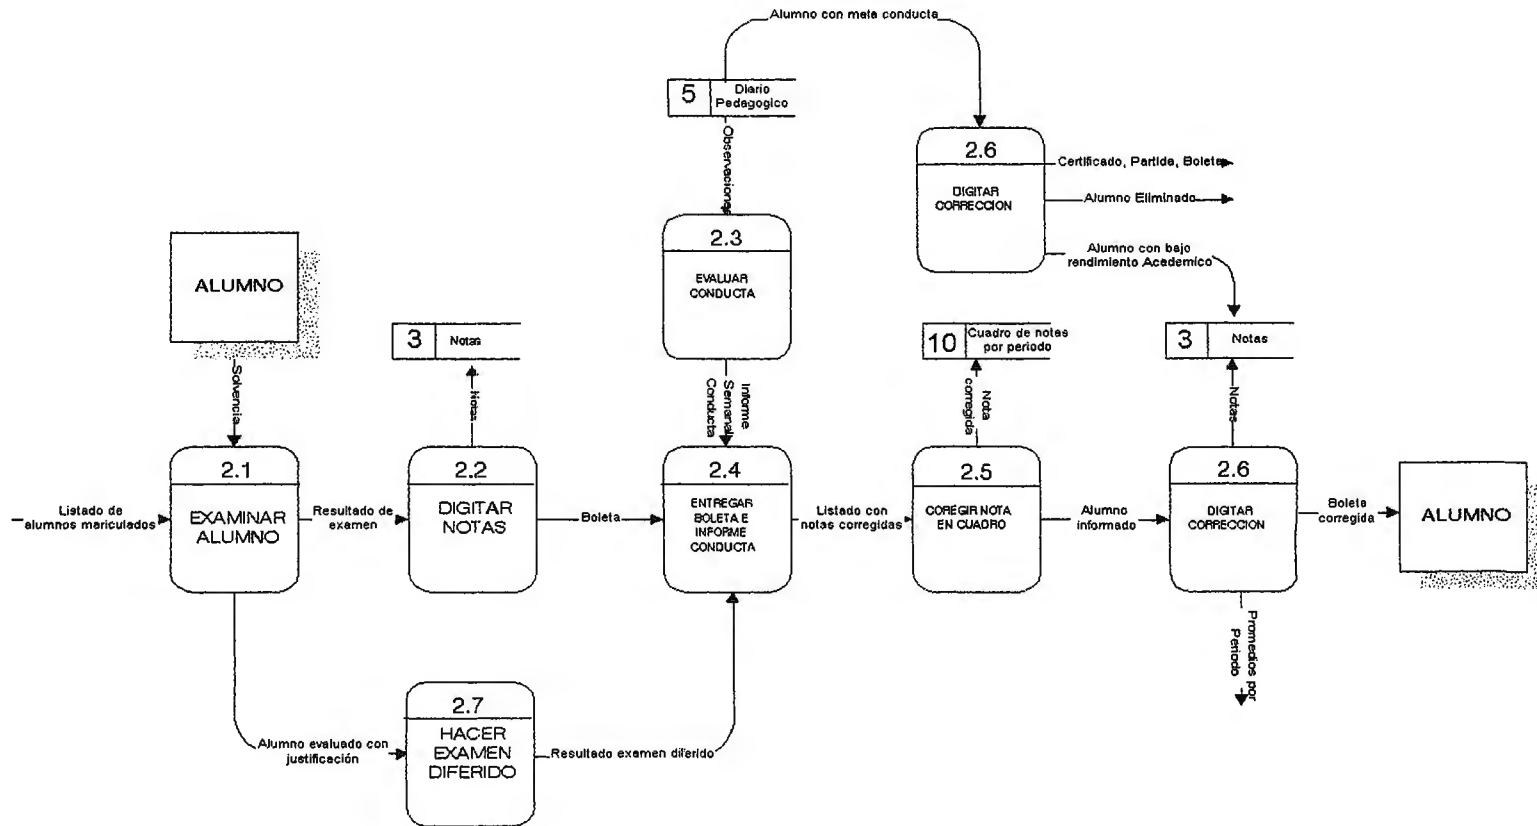 Alumno con mata conducta
5
Diario
Pedagogico
Observaciones
2.6
DIGITAR
CORRECCION
Certificado, Partida, Boleta
Alumno Eliminado
Alumno con bajo
rendimiento Academico
2.3
EVALUAR
CONDUCTA
ALUMNO
Solvencia
3
Notas
Notas
Informe
Semanal
Conducta
10
Cuadro de notas
por periodo
Nota
corregida
3
Notas
Notas
Listado de
alumnos mariculados
2.1
EXAMINAR
ALUMNO
Resultado de
examen
2.2
DIGITAR
NOTAS
Boleta
2.4
ENTREGAR
BOLETA E
INFORME
CONDUCTA
Listado con
notas corregidas
2.5
COREGIR NOTA
EN CUADRO
Alumno
informado
2.6
DIGITAR
CORRECCION
Boleta
corregida
ALUMNO
Promedios por
Periodo
Alumno evaluado con
justificación
2.7
HACER
EXAMEN
DIFERIDO
Resultado examen diferido